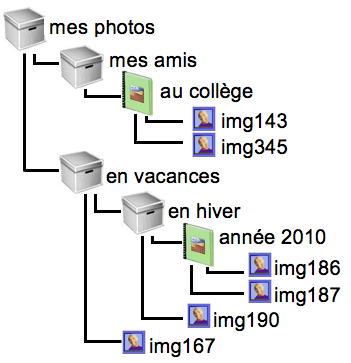 mes photos
mes amis
au collège
img143
img345
en vacances
en hiver
année 2010
img186
img187
img190
img167